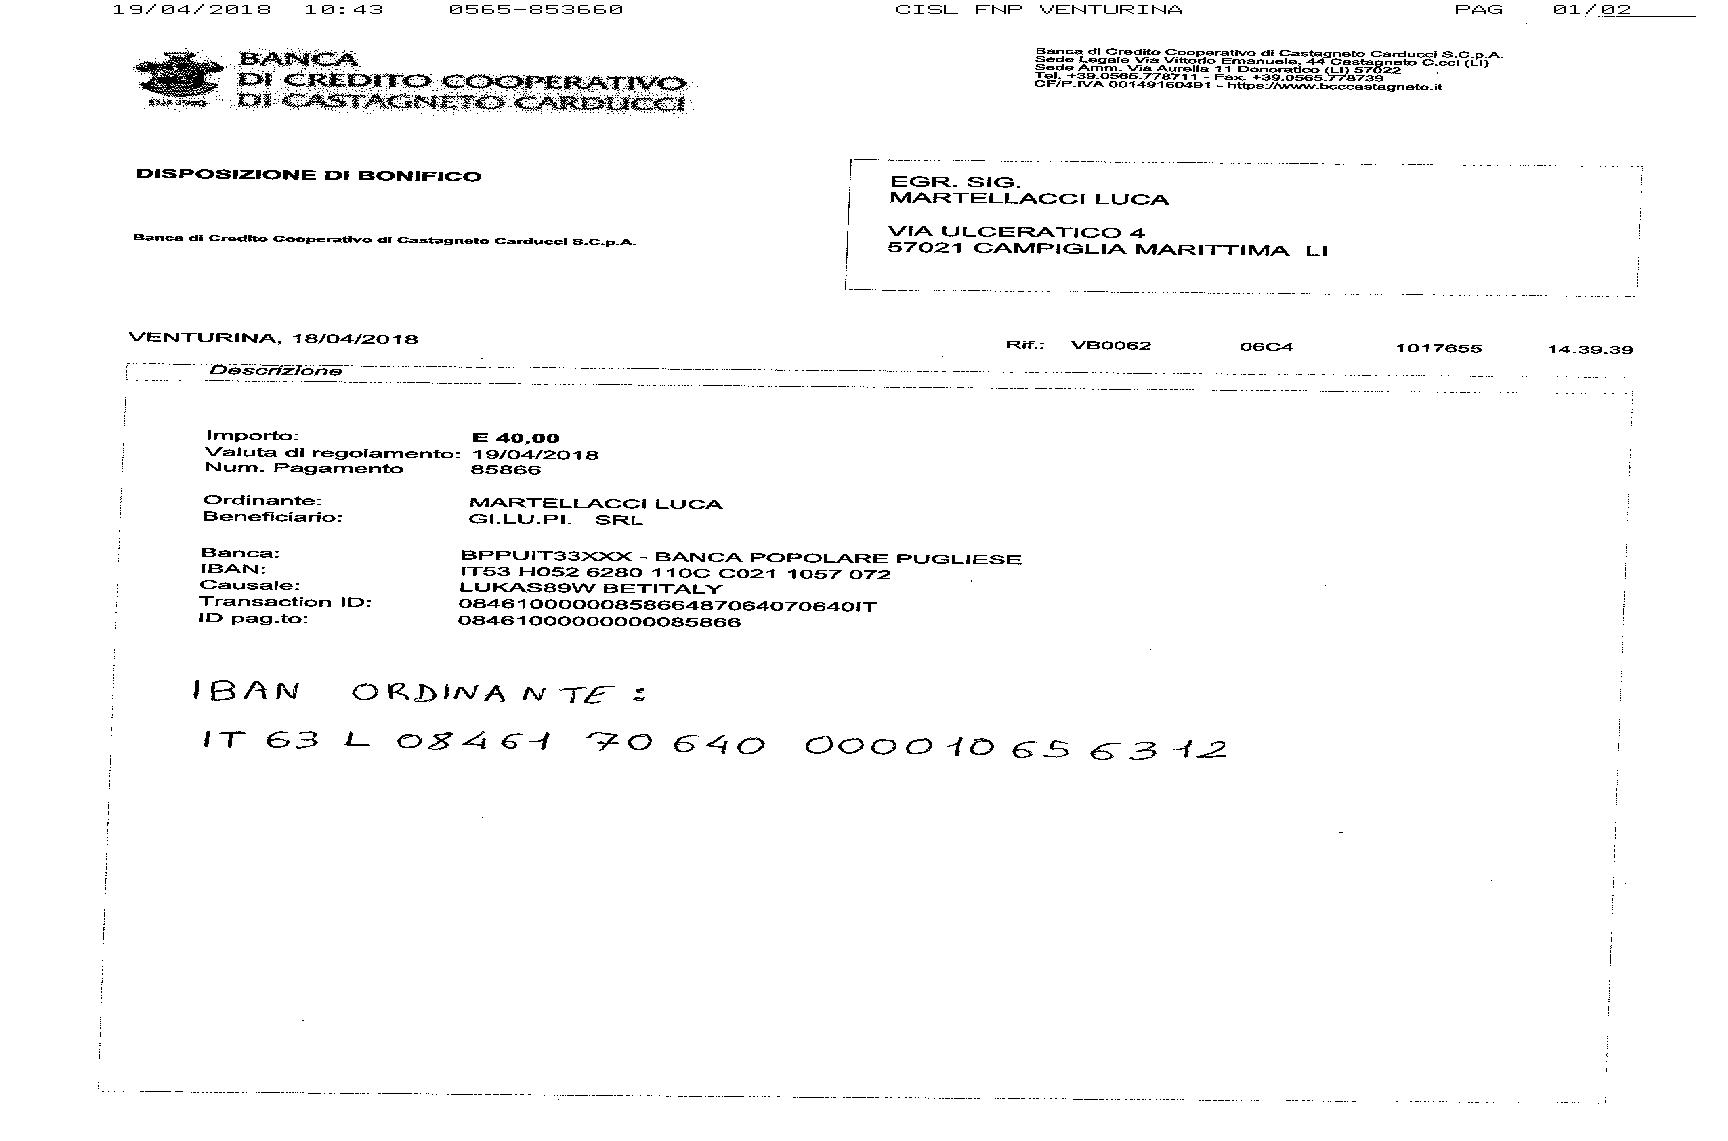 19/04/2018 10:43 0565-853660 CISL FNP VENTURINA PAG 01/02
BANCA
DI CREDITO COOPERATIVO
DI CASTAGNETO CARDUCCI
Banca di Credito Cooperativo di Castagneto Carducci S.C.p.A.
Sede Legale Via Vittorio Emanuele, 44 Castagneto C.cci (LI)
Sede Amm. Via Aurelia 11 Donoratico (LI) 57022
Tel. +39.0565.778711 - Fax. +39.0565.778739
CF/P.IVA 00149160491 - https://www.bcccastagneto.it
DISPOSIZIONE DI BONIFICO
Banca di Credito Cooperativo di Castagneto Carducci S.C.p.A.
EGR. SIG.
MARTELLACCI LUCA
VIA ULCERATICO 4
57021 CAMPIGLIA MARITTIMA LI
VENTURINA, 18/04/2018
Rif.: VB0062 06C4 1017655 14.39.39
Descrizione
Importo: E 40,00
Valuta di regolamento: 19/04/2018
Num. Pagamento 85866
Ordinante: MARTELLACCI LUCA
Beneficiario: GI.LU.PI. SRL
Banca: BPPUIT33XXX - BANCA POPOLARE PUGLIESE
IBAN: IT53 H052 6280 110C C021 1057 072
Causale: LUKAS89W BETITALY
Transaction ID: 0846100000085866487064070640IT
ID pag.to: 08461000000000085866
IBAN ORDINANTE:
IT 63 L 08461 70 640 000010656312